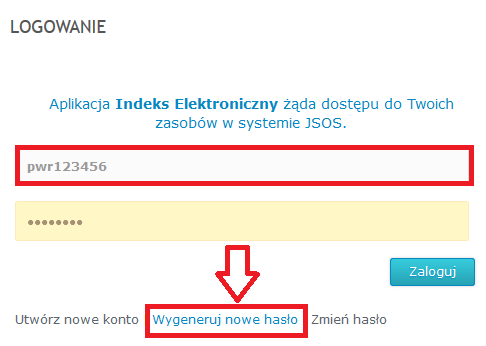 LOGOWANIE
Aplikacja Indeks Elektroniczny żąda dostępu do Twoich
zasobów w systemie JSOS.
pwr123456
••••••••
Zaloguj
Utwórz nowe konto Wygeneruj nowe hasło Zmień hasło